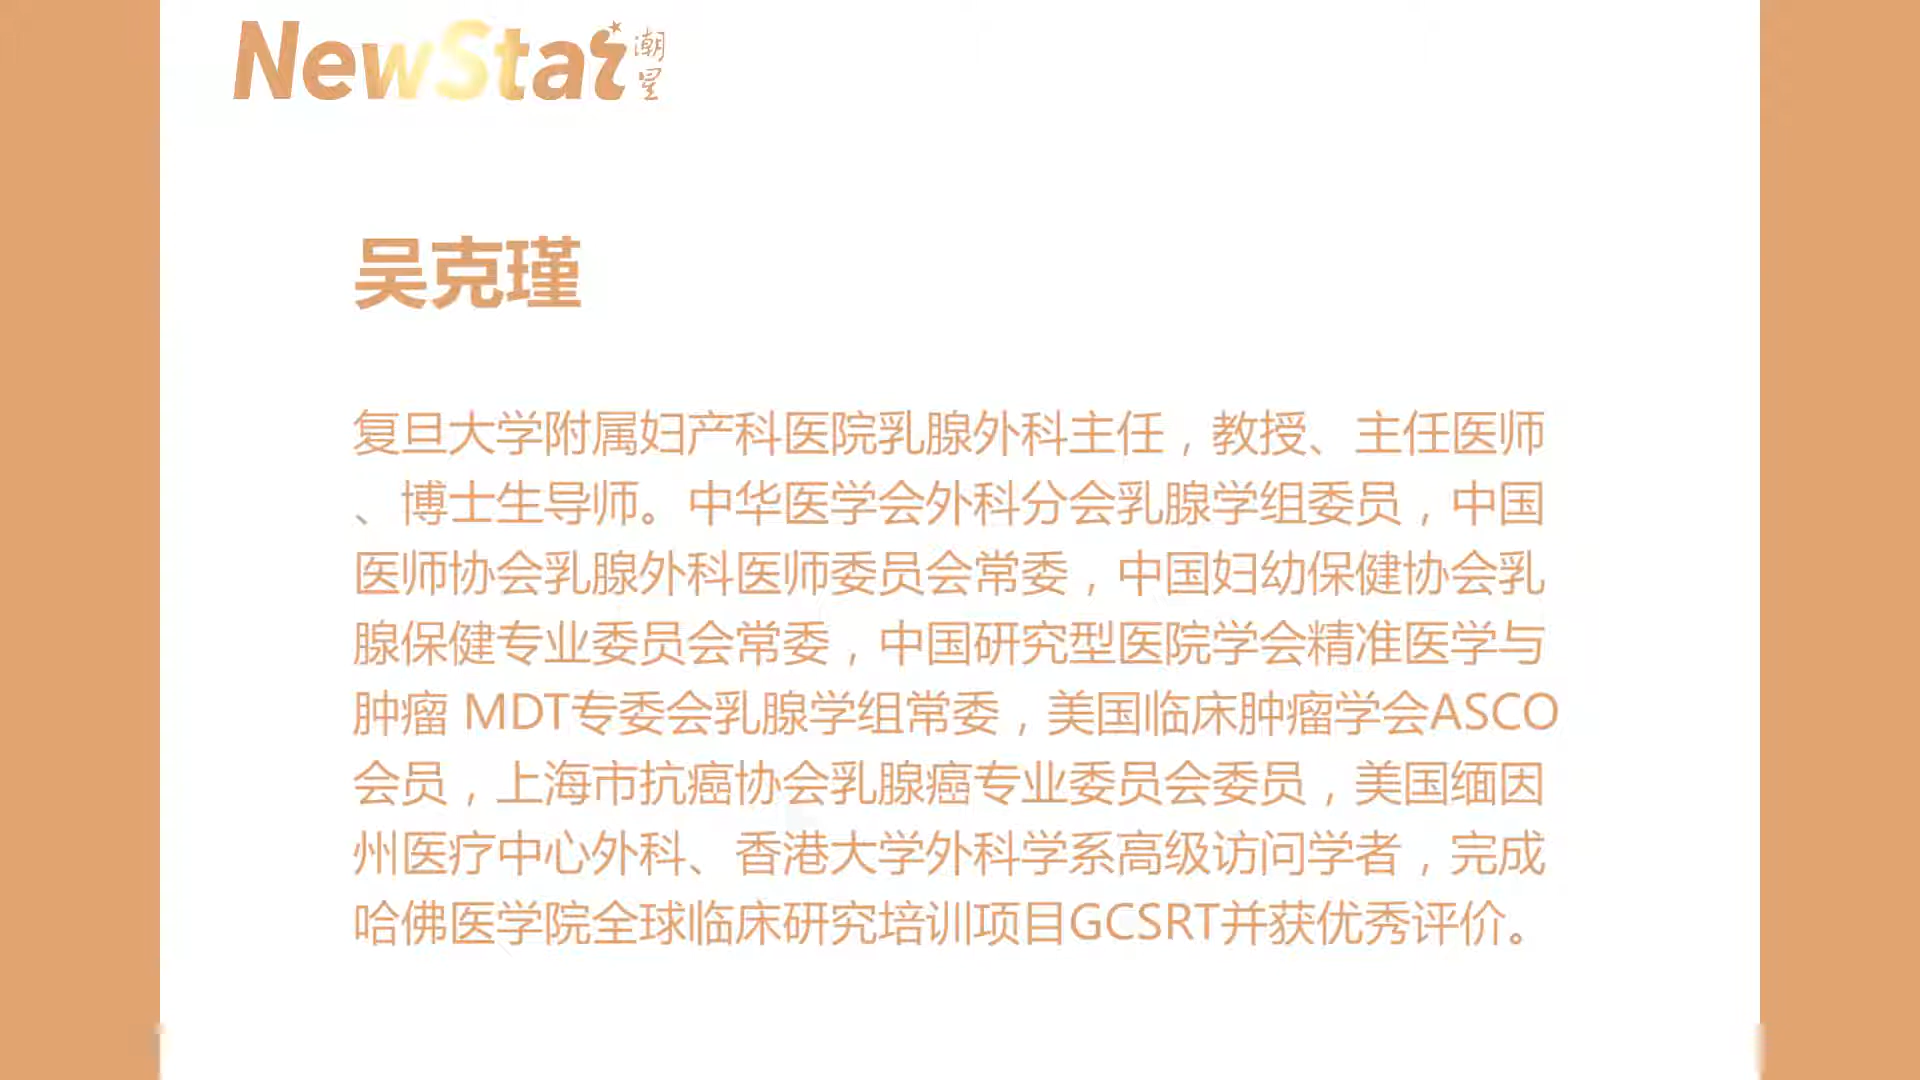 NewStar
潮星
吴克瑾
复旦大学附属妇产科医院乳腺外科主任，教授、主任医师
、博士生导师。中华医学会外科分会乳腺学组委员，中国
医师协会乳腺外科医师委员会常委，中国妇幼保健协会乳
腺保健专业委员会常委，中国研究型医院学会精准医学与
肿瘤 MDT专委会乳腺学组常委，美国临床肿瘤学会ASCO
会员，上海市抗癌协会乳腺癌专业委员会委员，美国缅因
州医疗中心外科、香港大学外科学系高级访问学者，完成
哈佛医学院全球临床研究培训项目GCSRT并获优秀评价。